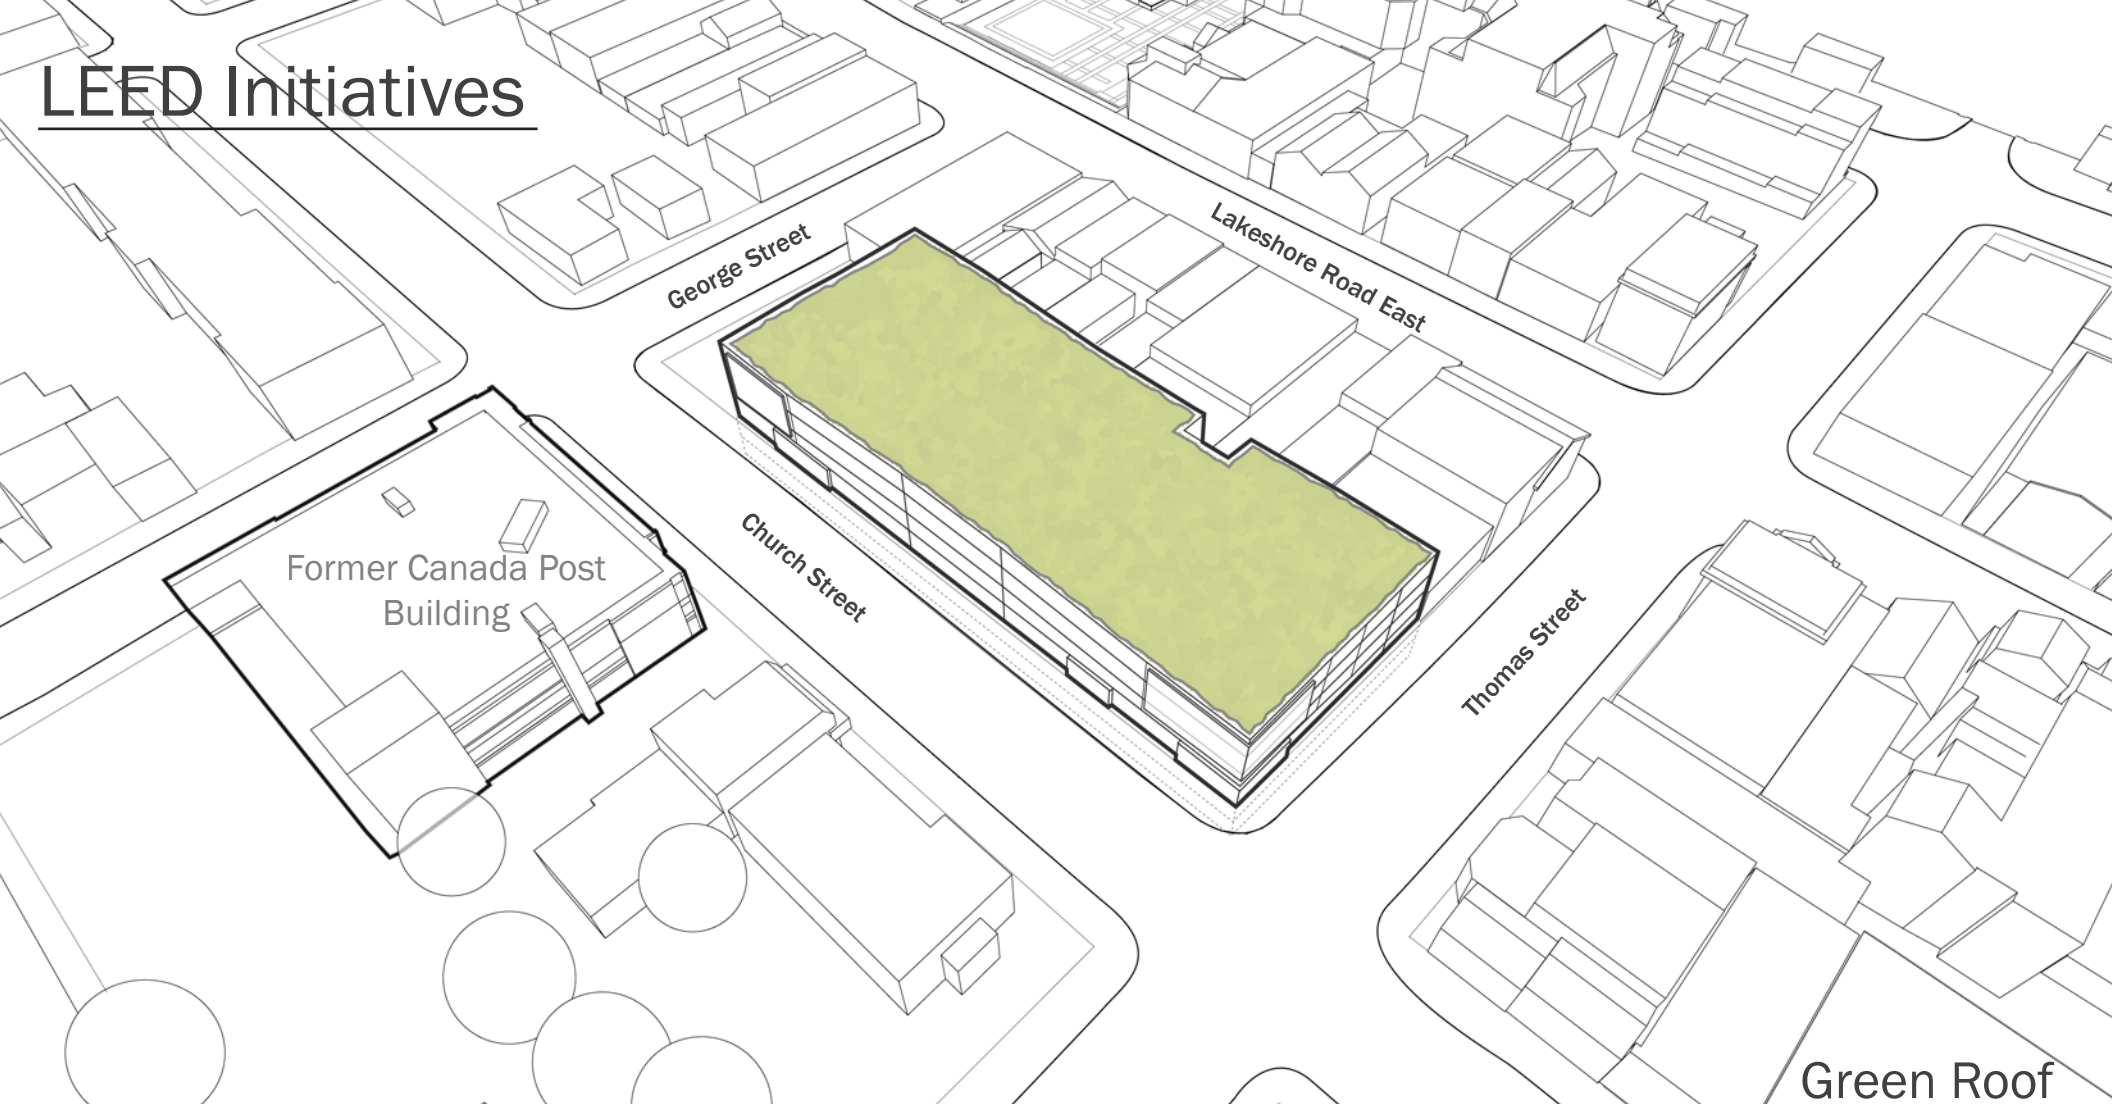 LEED Initiatives
George Street
Lakeshore Road East
Former Canada Post
Building
Church Street
Thomas Street
Green Roof